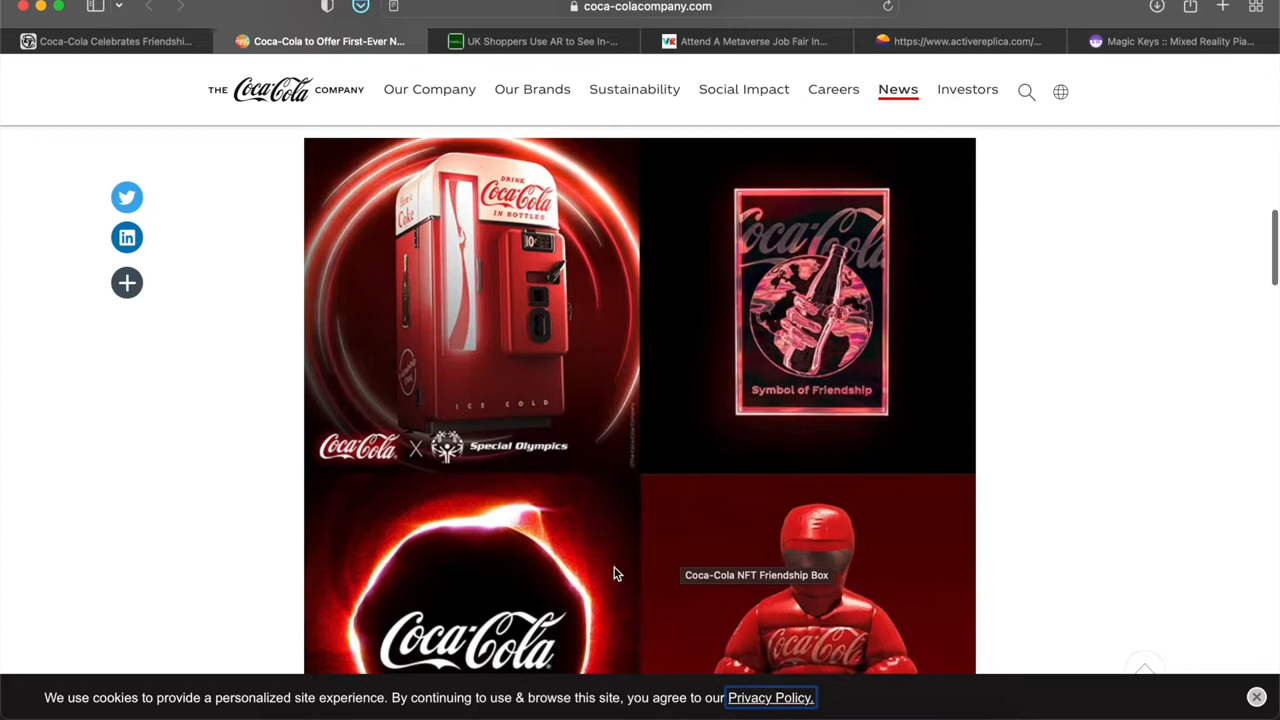 coca-colacompany.com
Coca-Cola Celebrates Friendshi...
Coca-Cola to Offer First-Ever N...
UK Shoppers Use AR to See In-...
Attend A Metaverse Job Fair In...
https://www.activereplica.com/...
Magic Keys :: Mixed Reality Pia...
THE Coca-Cola COMPANY
Our Company
Our Brands
Sustainability
Social Impact
Careers
News
Investors
DRINK
Coca-Cola
IN BOTTLES
Have a
Coke
10¢
ICE COLD
Coca-Cola X Special Olympics
Coca-Cola
Symbol of Friendship
Coca-Cola
Coca-Cola NFT Friendship Box
Coca-Cola
We use cookies to provide a personalized site experience. By continuing to use & browse this site, you agree to our Privacy Policy.